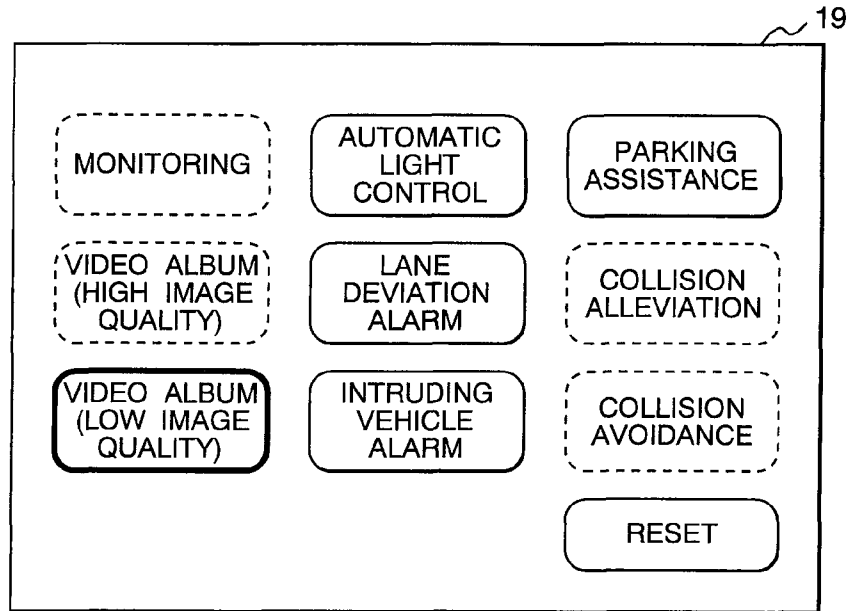 19
MONITORING
AUTOMATIC
LIGHT
CONTROL
PARKING
ASSISTANCE
VIDEO ALBUM
(HIGH IMAGE
QUALITY)
LANE
DEVIATION
ALARM
COLLISION
ALLEVIATION
VIDEO ALBUM
(LOW IMAGE
QUALITY)
INTRUDING
VEHICLE
ALARM
COLLISION
AVOIDANCE
RESET